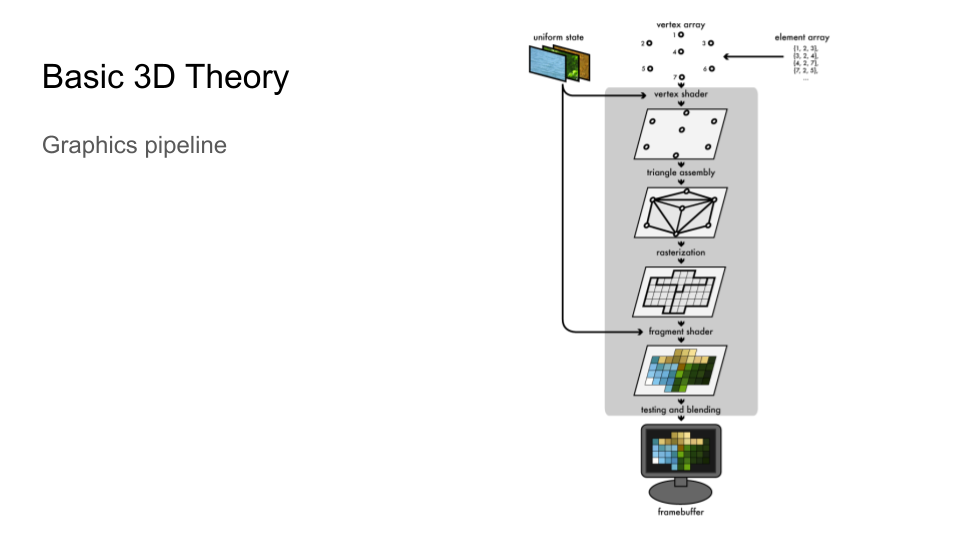 Basic 3D Theory
Graphics pipeline
uniform state
vertex array
element array
1
2
3
4
5
6
7
{1, 2, 3},
{3, 2, 4},
{4, 2, 7},
{7, 2, 5},
...
vertex shader
triangle assembly
rasterization
fragment shader
testing and blending
framebuffer